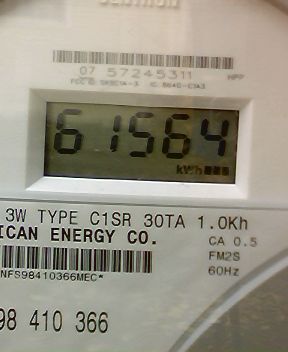 07 57245311 HPP
61564
kWh
3W TYPE C1SR 30TA 1.0Kh
ICAN ENERGY CO.
CA 0.5
FM2S
60Hz
NFS98410366MEC*
98 410 366